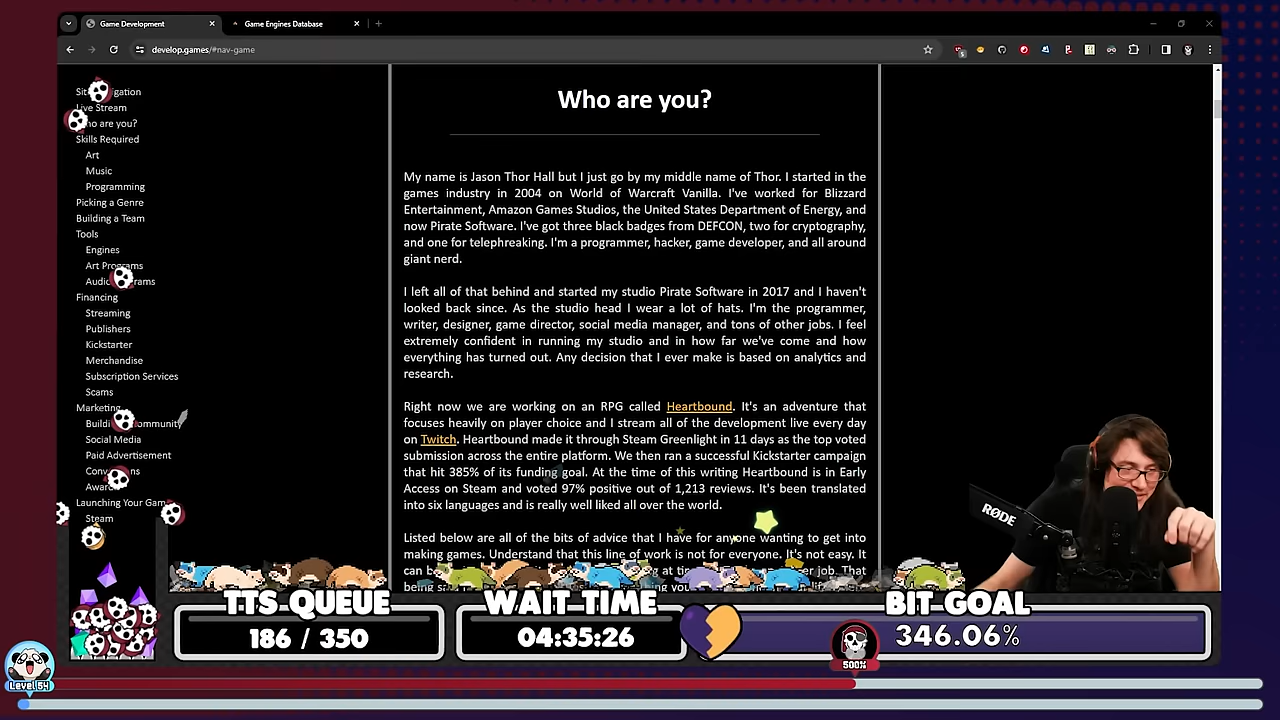 Game Development
Game Engines Database
develop.games/#nav-game
Live Stream
who are you?
Skills Required
Art
Music
Programming
Picking a Genre
Building a Team
Tools
Engines
Art Programs
Financing
Streaming
Publishers
Kickstarter
Merchandise
Subscription Services
Scams
Marketing
Social Media
Paid Advertisement
Launching Your Game
Steam
Who are you?
My name is Jason Thor Hall but I just go by my middle name of Thor. I started in the
games industry in 2004 on World of Warcraft Vanilla. I've worked for Blizzard
Entertainment, Amazon Games Studios, the United States Department of Energy, and
now Pirate Software. I've got three black badges from DEFCON, two for cryptography,
and one for telephreaking. I'm a programmer, hacker, game developer, and all around
giant nerd.
I left all of that behind and started my studio Pirate Software in 2017 and I haven't
looked back since. As the studio head I wear a lot of hats. I'm the programmer,
writer, designer, game director, social media manager, and tons of other jobs. I feel
extremely confident in running my studio and in how far we've come and how
everything has turned out. Any decision that I ever make is based on analytics and
research.
Right now we are working on an RPG called Heartbound. It's an adventure that
focuses heavily on player choice and I stream all of the development live every day
on Twitch. Heartbound made it through Steam Greenlight in 11 days as the top voted
submission across the entire platform. We then ran a successful Kickstarter campaign
that hit 385% of its funding goal. At the time of this writing Heartbound is in Early
Access on Steam and voted 97% positive out of 1,213 reviews. It's been translated
into six languages and is really well liked all over the world.
Listed below are all of the bits of advice that I have for anyone wanting to get into
making games. Understand that this line of work is not for everyone. It's not easy. It
can
RØDE
TTS QUEUE
186 / 350
WAIT TIME
04:35:26
BIT GOAL
346.06%
500%
Level 64